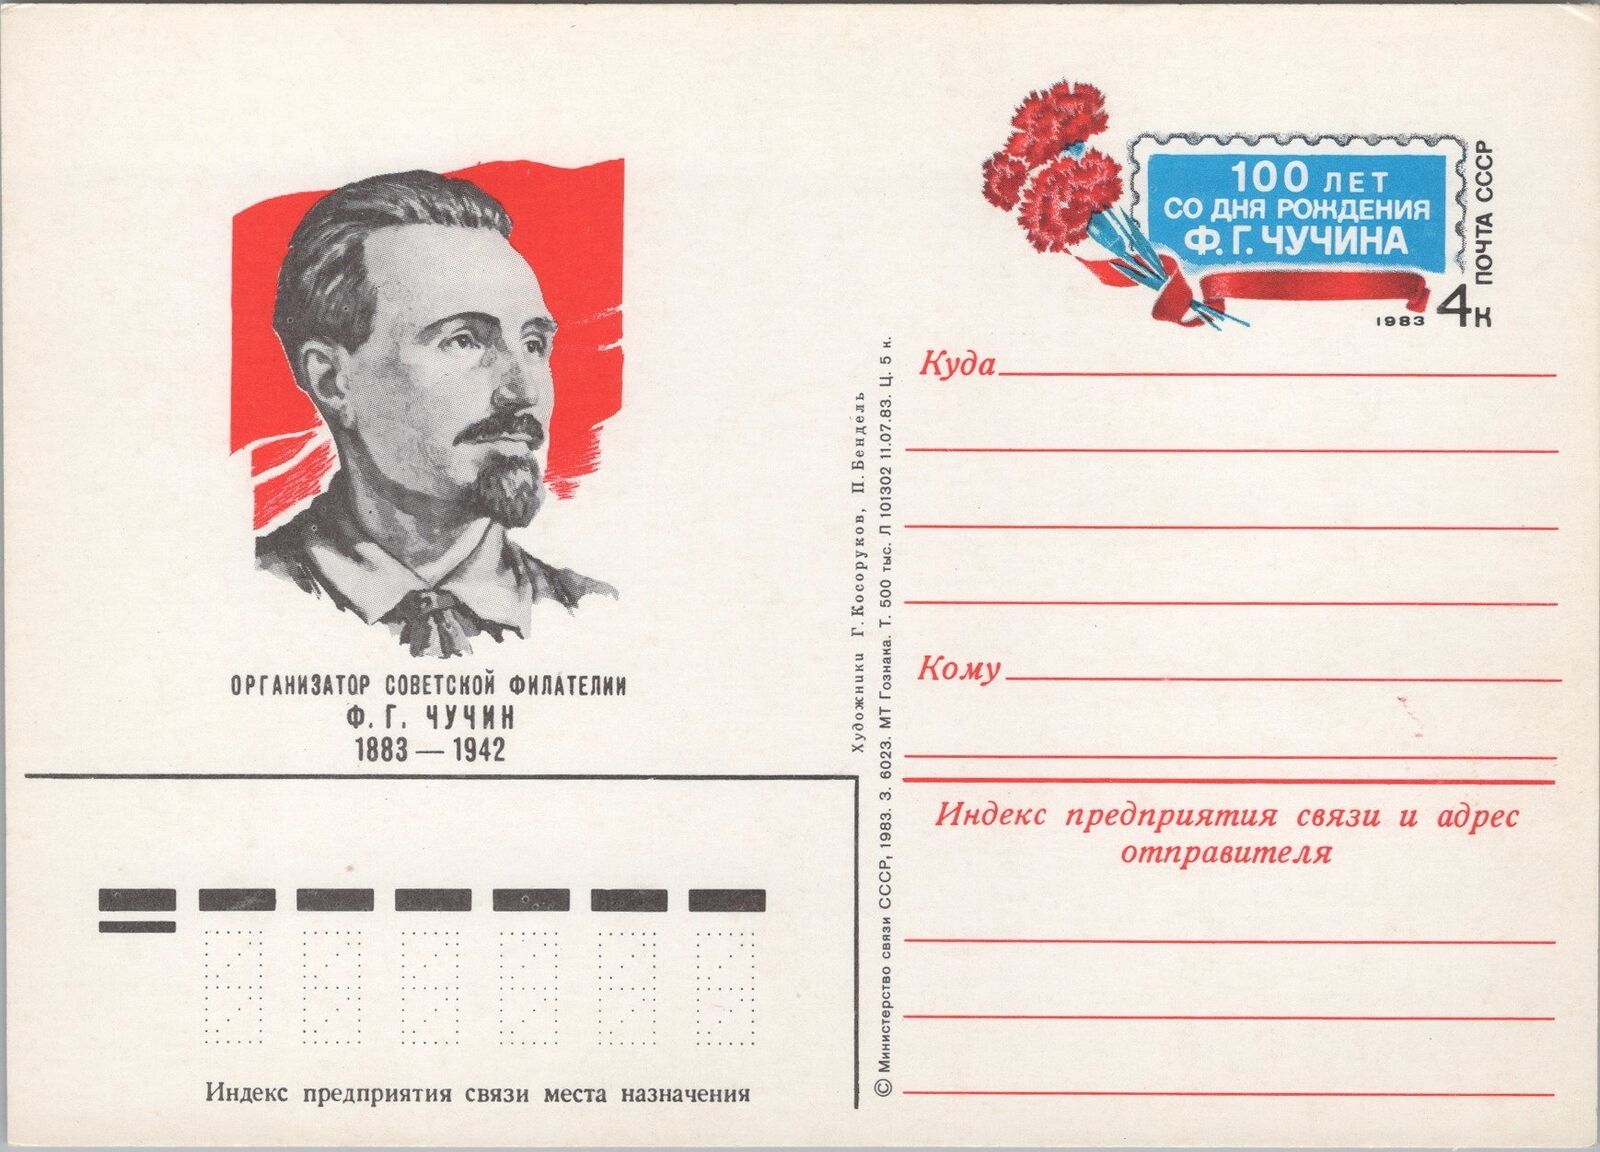 ОРГАНИЗАТОР СОВЕТСКОЙ ФИЛАТЕЛИИ
Ф. Г. ЧУЧИН
1883 — 1942
Индекс предприятия связи места назначения
Художники Г. Косоруков, П. Бендель
© Министерство связи СССР, 1983. З. 6023. МТ Гознака. Т. 500 тыс. Л 101302 11.07.83. Ц. 5 к.
100 ЛЕТ
СО ДНЯ РОЖДЕНИЯ
Ф. Г. ЧУЧИНА
ПОЧТА СССР
1983 4к
Куда
Кому
Индекс предприятия связи и адрес
отправителя